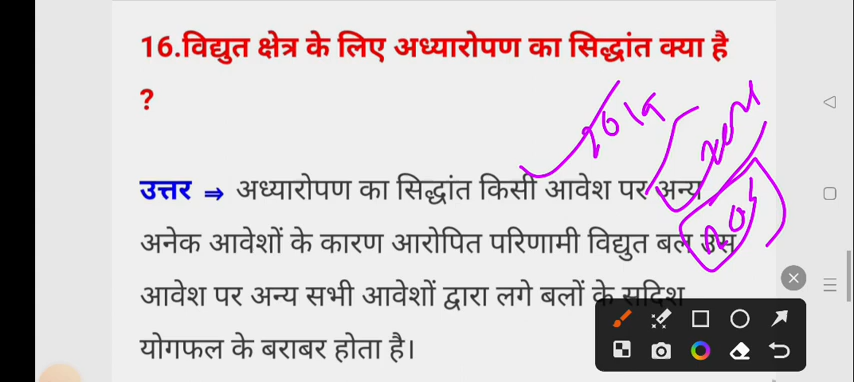 16.विद्युत क्षेत्र के लिए अध्यारोपण का सिद्धांत क्या है
?
उत्तर ⇒ अध्यारोपण का सिद्धांत किसी आवेश पर अन्य
अनेक आवेशों के कारण आरोपित परिणामी विद्युत बल उस
आवेश पर अन्य सभी आवेशों द्वारा लगे बलों के सदिश
योगफल के बराबर होता है।